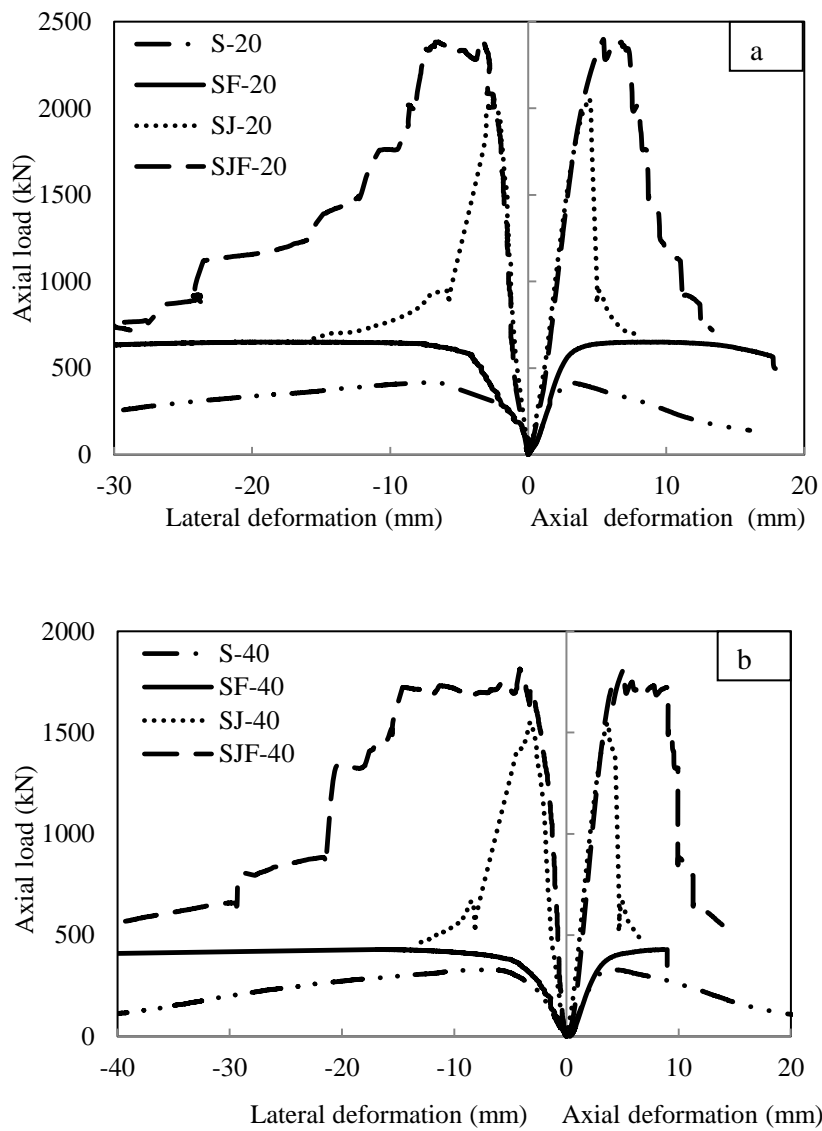 2500
2000
1500
1000
500
0
Axial load (kN)
S-20
SF-20
SJ-20
SJF-20
a
-30 -20 -10 0 10 20
Lateral deformation (mm) Axial deformation (mm)
2000
1500
1000
500
0
Axial load (kN)
S-40
SF-40
SJ-40
SJF-40
b
-40 -30 -20 -10 0 10 20
Lateral deformation (mm) Axial deformation (mm)